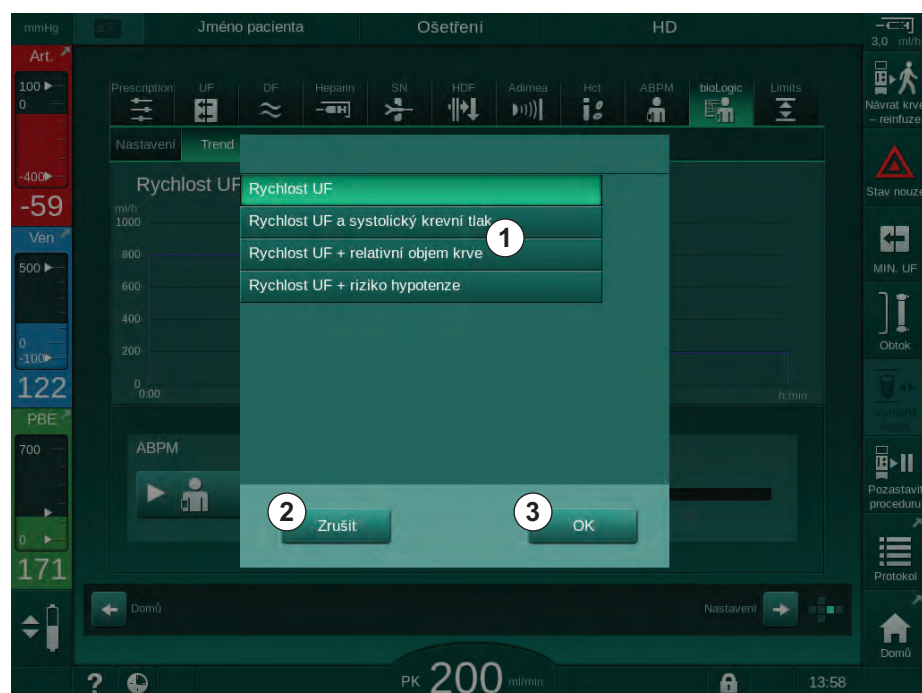 mmHg
Jméno pacienta
Ošetření
HD
3,0 ml/h
Art.
100
0
-400
-59
Ven
500
0
-100
122
PBE
700
0
171
Prescription
UF
DF
Heparin
SN
HDF
Adimea
Hct
ABPM
bioLogic
Limits
Nastavení
Trend
Rychlost UF
ml/h
1000
800
600
400
200
0
0:00
h:min
Rychlost UF
Rychlost UF a systolický krevní tlak
Rychlost UF + relativní objem krve
Rychlost UF + riziko hypotenze
1
ABPM
2
Zrušit
3
OK
Domů
Nastavení
Návrat krve
– reinfuze
Stav nouze
MIN. UF
Obtok
Pozastavit
proceduru
Protokol
Domů
?
PK 200 ml/min
13:58